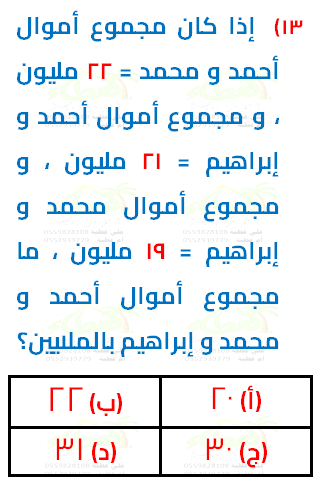 ١٣) إذا كان مجموع أموال
أحمد و محمد = ٢٢ مليون
، و مجموع أموال أحمد و
إبراهيم = ٢١ مليون ، و
مجموع أموال محمد و
إبراهيم = ١٩ مليون ، ما
مجموع أموال أحمد و
محمد و إبراهيم بالملايين؟
(أ) ٢٠ (ب) ٢٢
(ج) ٣٠ (د) ٣١